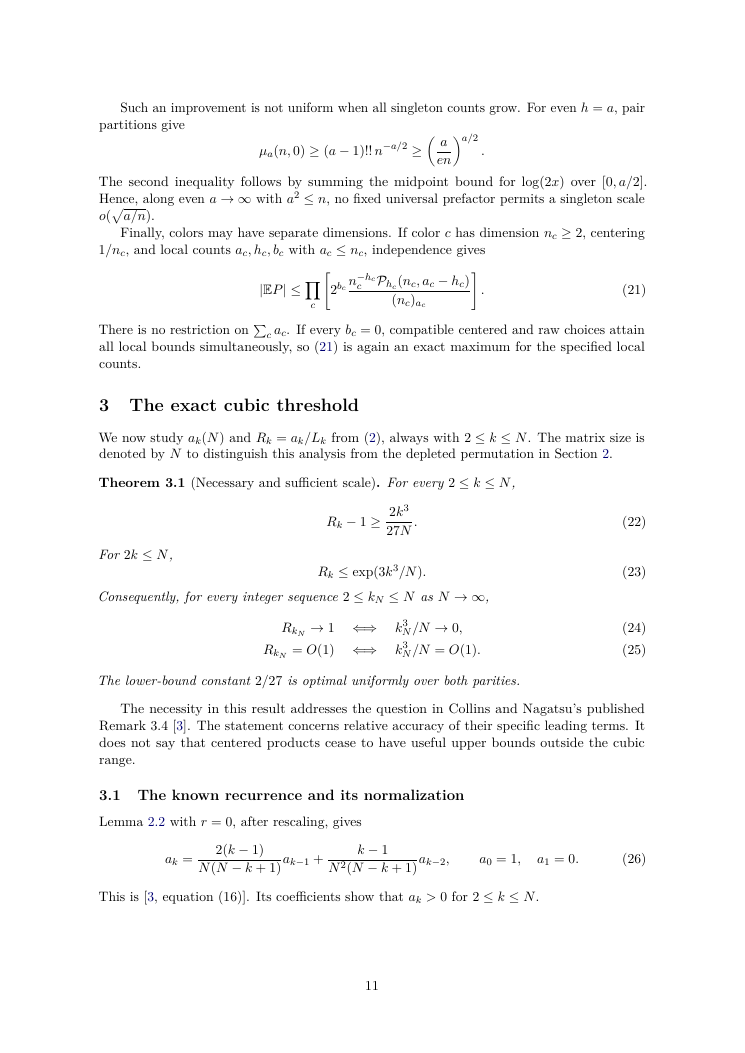 Such an improvement is not uniform when all singleton counts grow. For even h = a, pair
partitions give
μ_a(n, 0) ≥ (a − 1)!! n^{−a/2} ≥ (a/(en))^{a/2}.
The second inequality follows by summing the midpoint bound for log(2x) over [0, a/2].
Hence, along even a → ∞ with a² ≤ n, no fixed universal prefactor permits a singleton scale
o(√(a/n)).
Finally, colors may have separate dimensions. If color c has dimension n_c ≥ 2, centering
1/n_c, and local counts a_c, h_c, b_c with a_c ≤ n_c, independence gives
|𝔼P| ≤ ∏_c [2^{b_c} n_c^{−h_c} 𝒫_{h_c}(n_c, a_c − h_c) / (n_c)_{a_c}]. (21)
There is no restriction on ∑_c a_c. If every b_c = 0, compatible centered and raw choices attain
all local bounds simultaneously, so (21) is again an exact maximum for the specified local
counts.
3 The exact cubic threshold
We now study a_k(N) and R_k = a_k/L_k from (2), always with 2 ≤ k ≤ N. The matrix size is
denoted by N to distinguish this analysis from the depleted permutation in Section 2.
Theorem 3.1 (Necessary and sufficient scale). For every 2 ≤ k ≤ N,
R_k − 1 ≥ 2k³/(27N). (22)
For 2k ≤ N,
R_k ≤ exp(3k³/N). (23)
Consequently, for every integer sequence 2 ≤ k_N ≤ N as N → ∞,
R_{k_N} → 1 ⟺ k_N³/N → 0, (24)
R_{k_N} = O(1) ⟺ k_N³/N = O(1). (25)
The lower-bound constant 2/27 is optimal uniformly over both parities.
The necessity in this result addresses the question in Collins and Nagatsu's published
Remark 3.4 [3]. The statement concerns relative accuracy of their specific leading terms. It
does not say that centered products cease to have useful upper bounds outside the cubic
range.
3.1 The known recurrence and its normalization
Lemma 2.2 with r = 0, after rescaling, gives
a_k = 2(k − 1)/(N(N − k + 1)) a_{k−1} + (k − 1)/(N²(N − k + 1)) a_{k−2}, a_0 = 1, a_1 = 0. (26)
This is [3, equation (16)]. Its coefficients show that a_k > 0 for 2 ≤ k ≤ N.
11